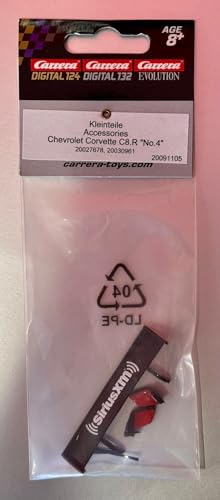 AGE
8+
Carrera Carrera Carrera
DIGITAL 124 DIGITAL 132 EVOLUTION
Kleinteile
Accessories
Chevrolet Corvette C8.R "No.4"
20027678, 20030961
20091105
carrera-toys.com
04
LD-PE
siriusxm